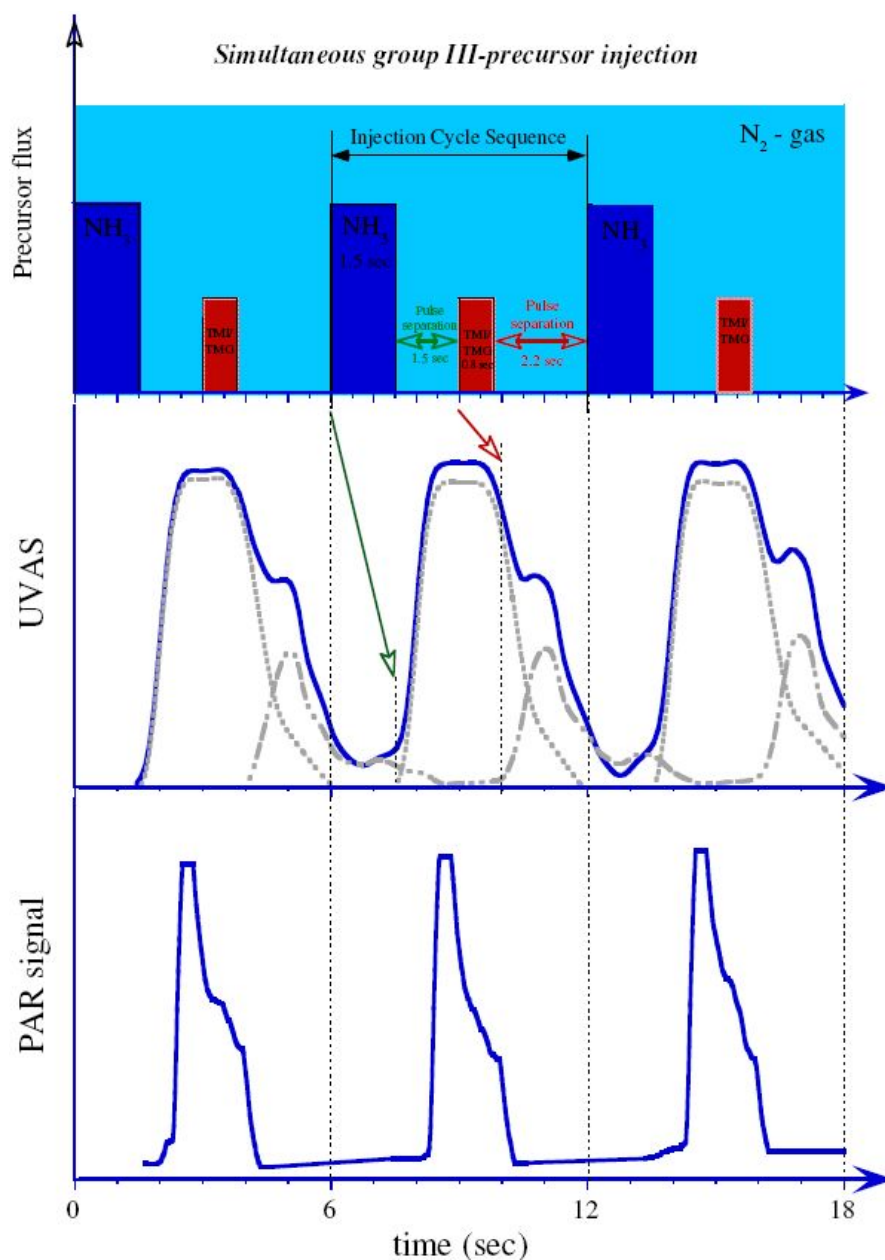 Simultaneous group III-precursor injection
Precursor flux
Injection Cycle Sequence
N2 - gas
NH3
NH3
1.5 sec
NH3
TMI/
TMG
Pulse
separation
1.5 sec
TMI/
TMG
0.8 sec
Pulse
separation
2.2 sec
TMI/
TMG
UVAS
PAR signal
0
6
12
18
time (sec)